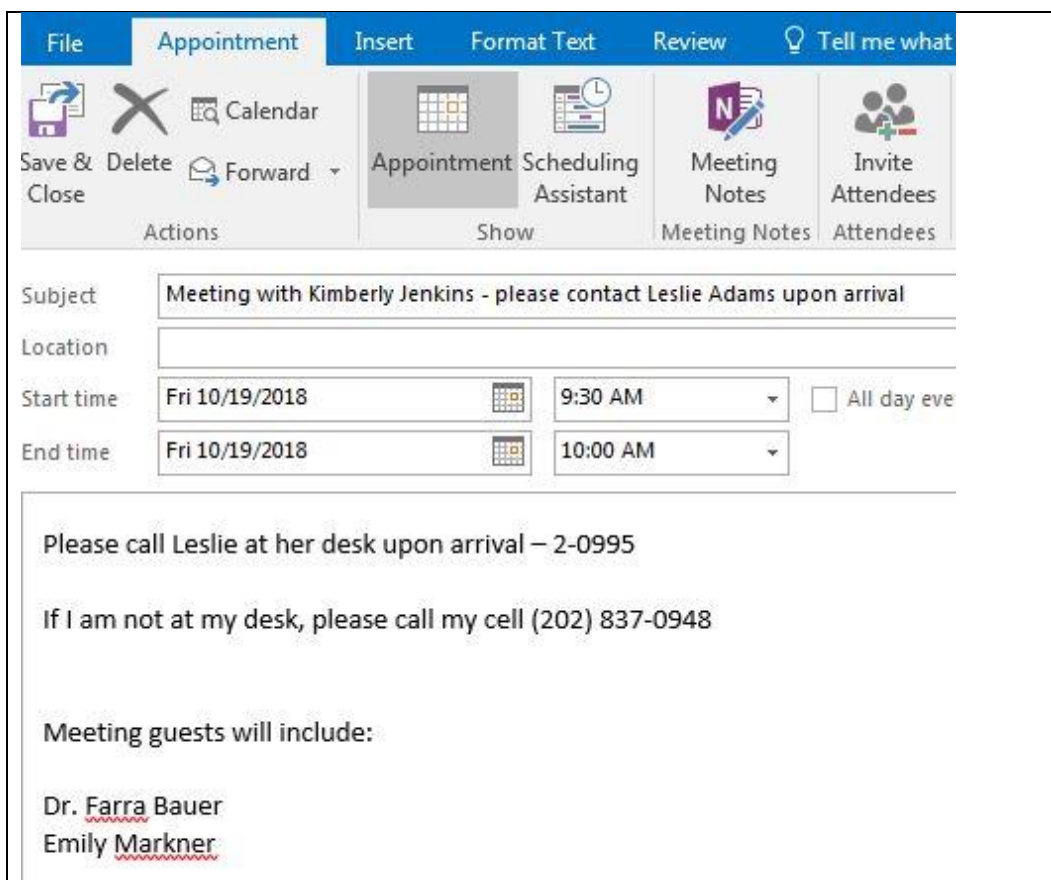 File Appointment Insert Format Text Review Tell me what
Save & Close Delete Calendar Forward Appointment Scheduling Assistant Meeting Notes Invite Attendees
Actions Show Meeting Notes Attendees
Subject Meeting with Kimberly Jenkins - please contact Leslie Adams upon arrival
Location
Start time Fri 10/19/2018 9:30 AM All day eve
End time Fri 10/19/2018 10:00 AM
Please call Leslie at her desk upon arrival – 2-0995
If I am not at my desk, please call my cell (202) 837-0948
Meeting guests will include:
Dr. Farra Bauer
Emily Markner